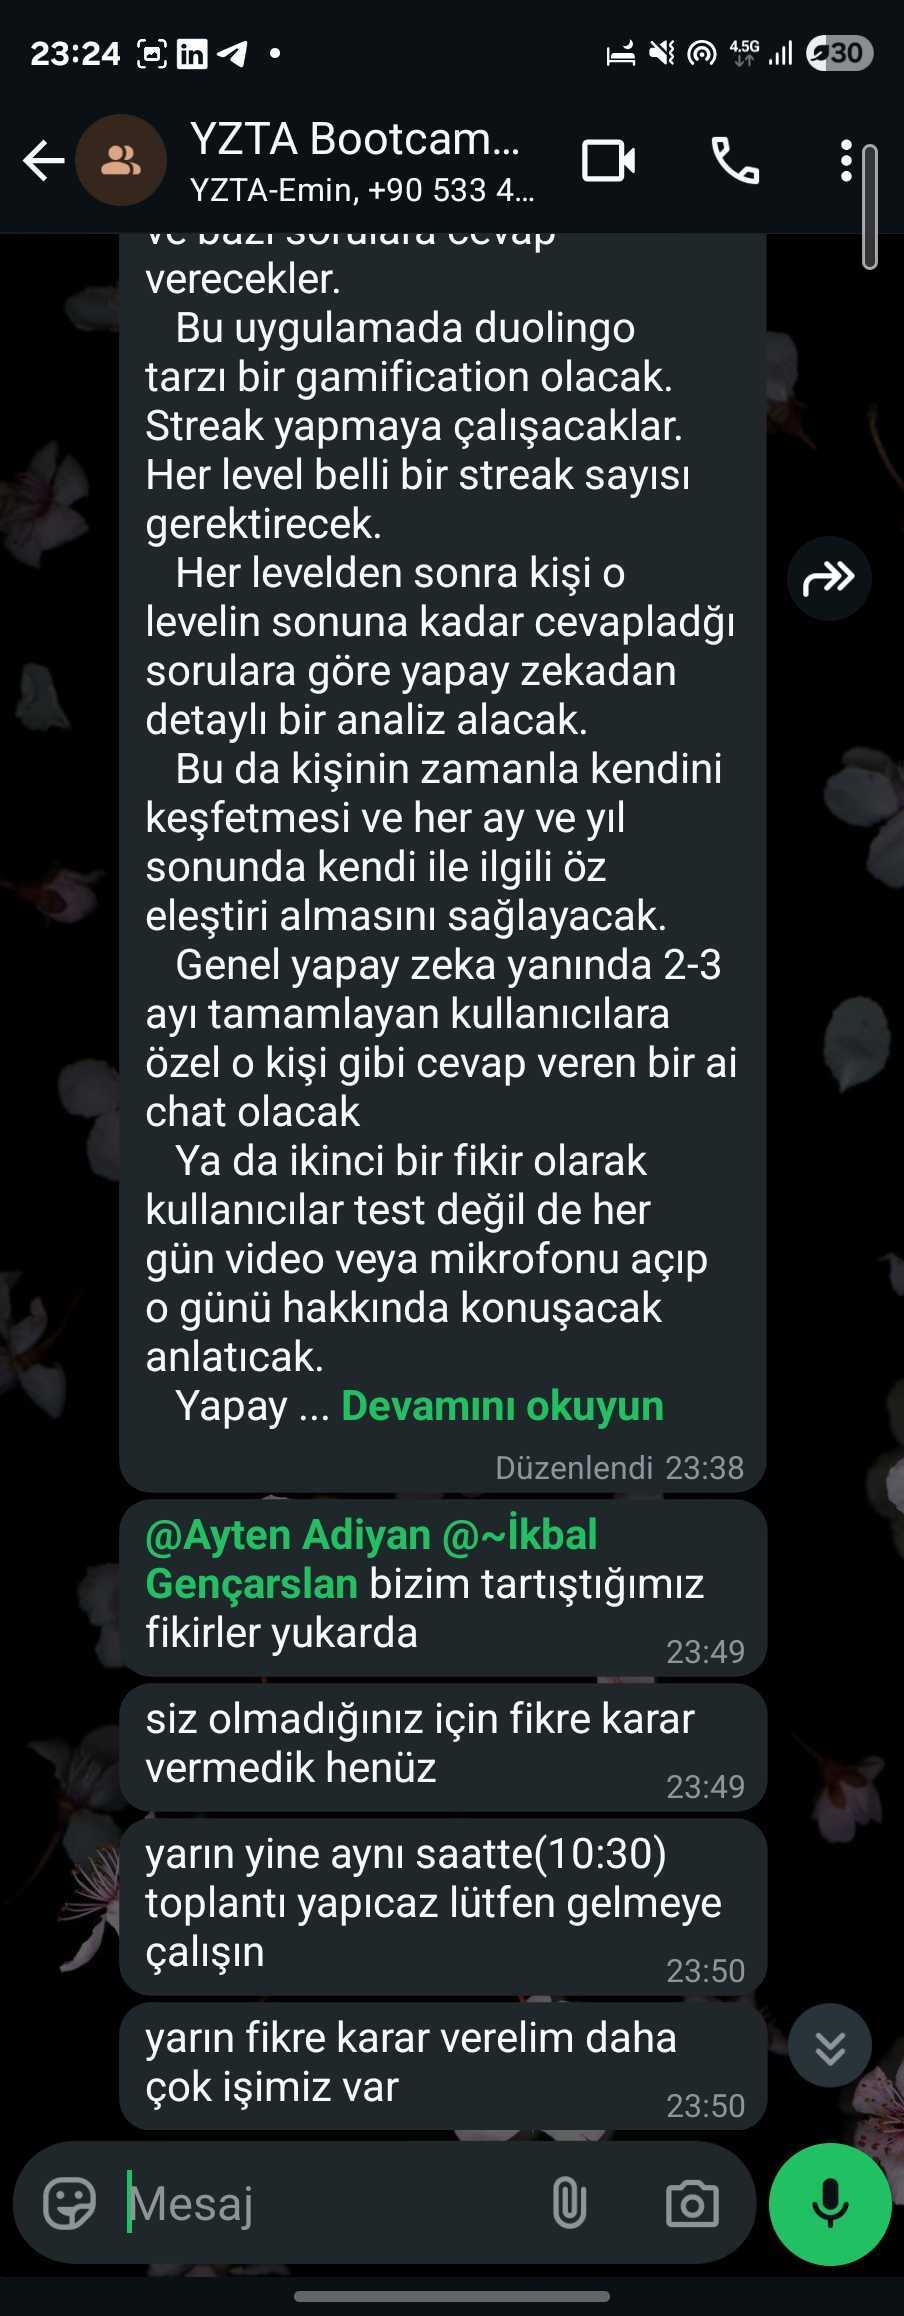 23:24
4.5G
30
YZTA Bootcam...
YZTA-Emin, +90 533 4...
ve bazı sorulara cevap
verecekler.
Bu uygulamada duolingo
tarzı bir gamification olacak.
Streak yapmaya çalışacaklar.
Her level belli bir streak sayısı
gerektirecek.
Her levelden sonra kişi o
levelin sonuna kadar cevapladğı
sorulara göre yapay zekadan
detaylı bir analiz alacak.
Bu da kişinin zamanla kendini
keşfetmesi ve her ay ve yıl
sonunda kendi ile ilgili öz
eleştiri almasını sağlayacak.
Genel yapay zeka yanında 2-3
ayı tamamlayan kullanıcılara
özel o kişi gibi cevap veren bir ai
chat olacak
Ya da ikinci bir fikir olarak
kullanıcılar test değil de her
gün video veya mikrofonu açıp
o günü hakkında konuşacak
anlatıcak.
Yapay ... Devamını okuyun
Düzenlendi 23:38
@Ayten Adiyan @~İkbal
Gençarslan bizim tartıştığımız
fikirler yukarda
23:49
siz olmadığınız için fikre karar
vermedik henüz
23:49
yarın yine aynı saatte(10:30)
toplantı yapıcaz lütfen gelmeye
çalışın
23:50
yarın fikre karar verelim daha
çok işimiz var
23:50
Mesaj